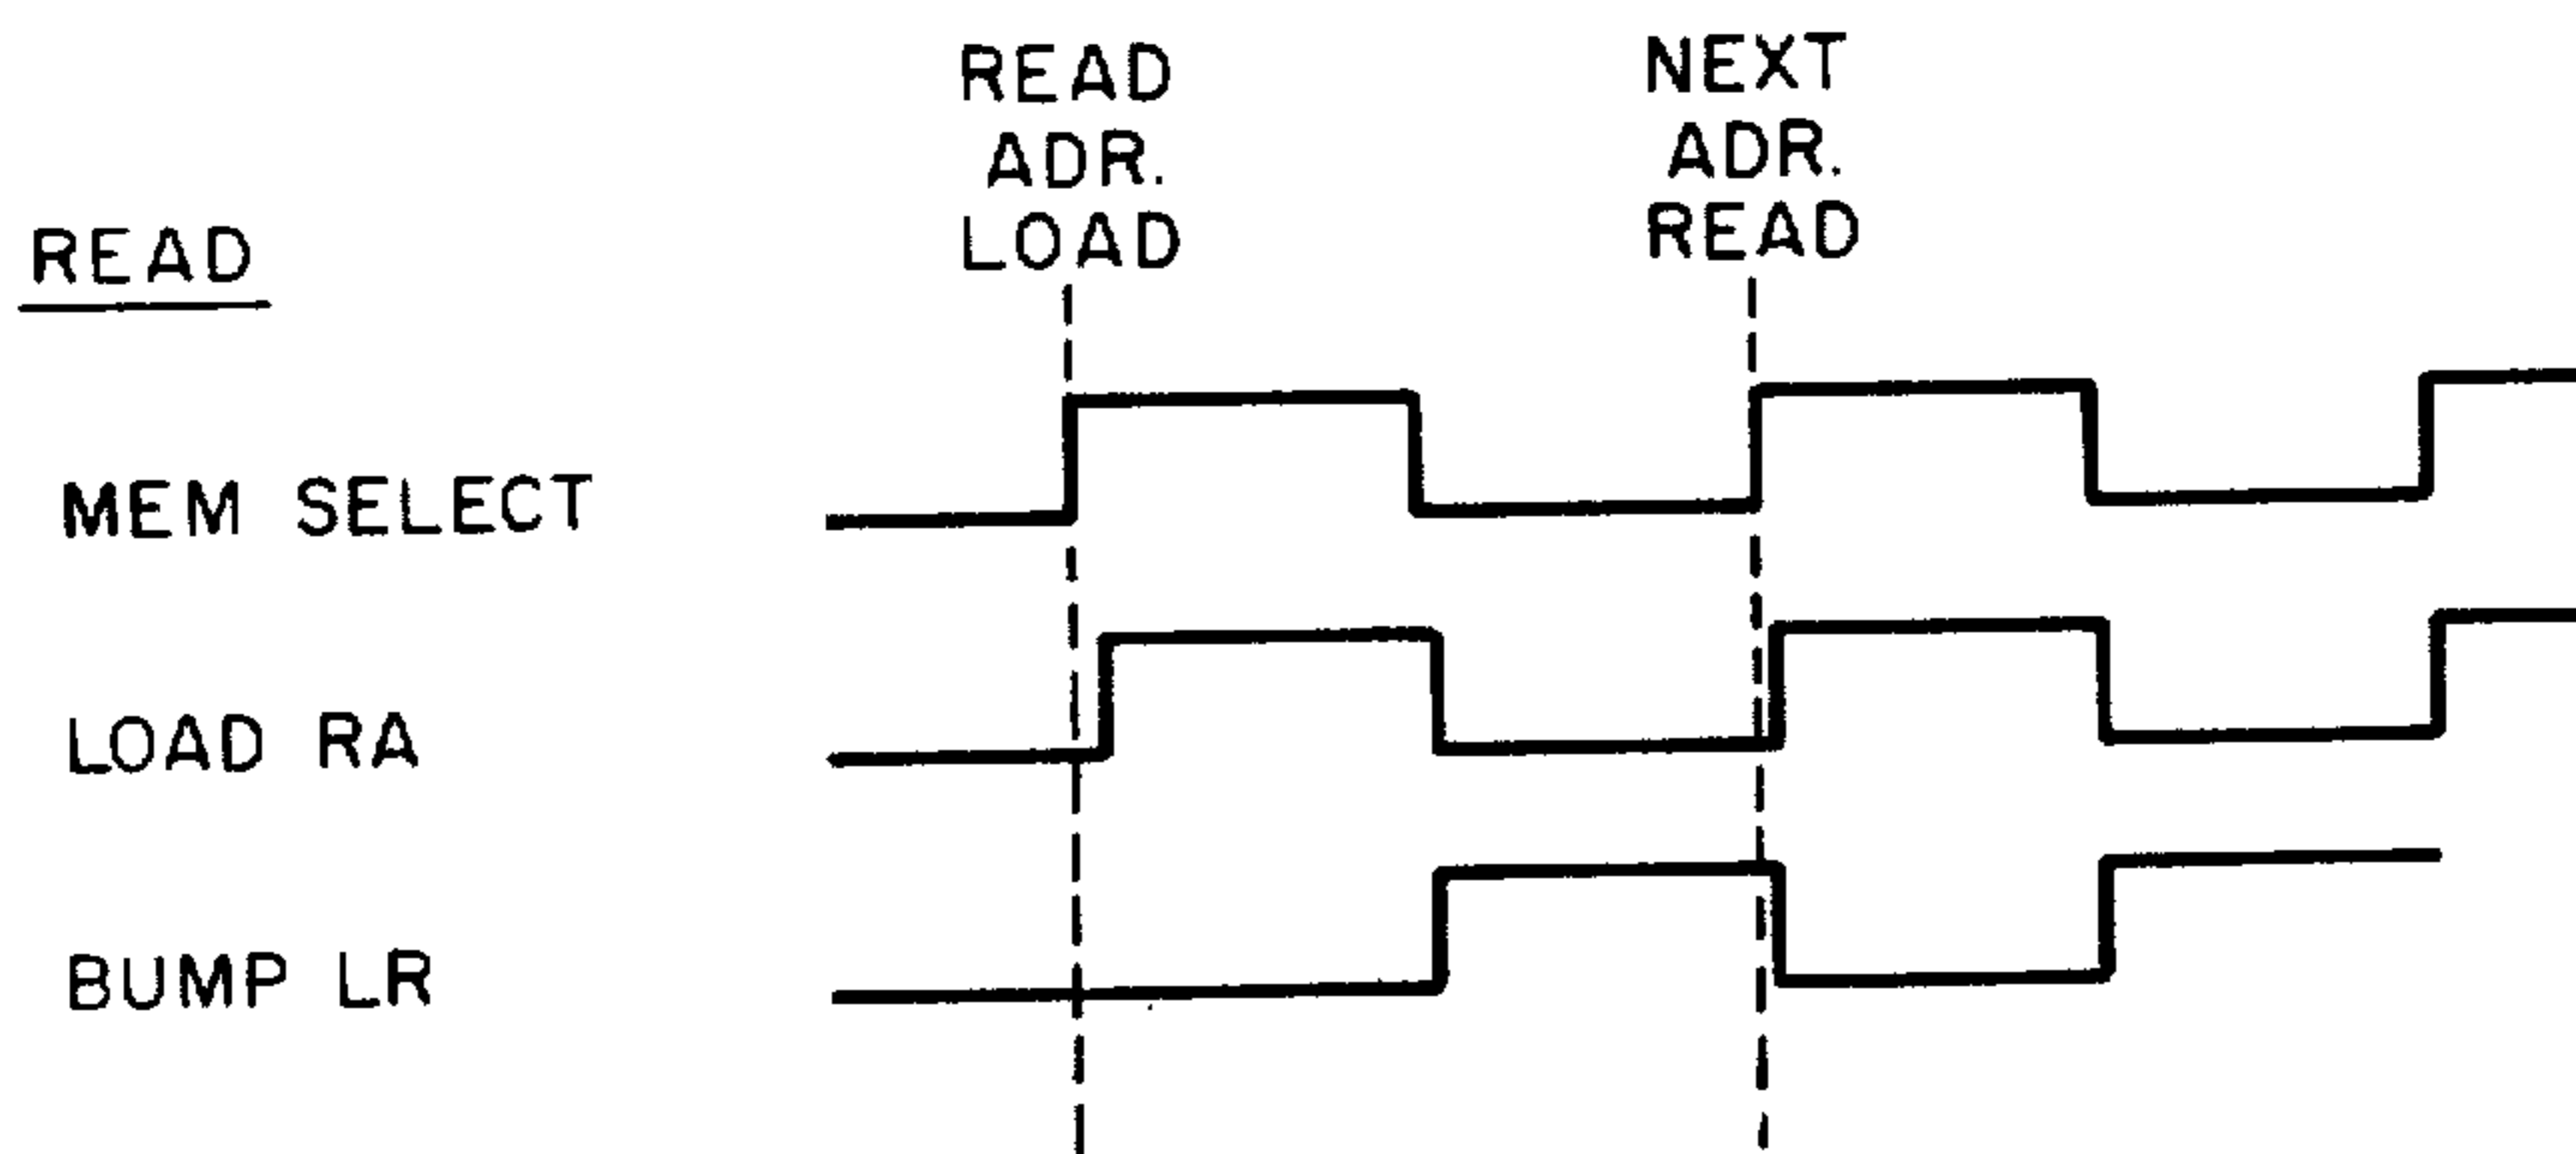 READ
ADR.
LOAD
NEXT
ADR.
READ
READ
MEM SELECT
LOAD RA
BUMP LR